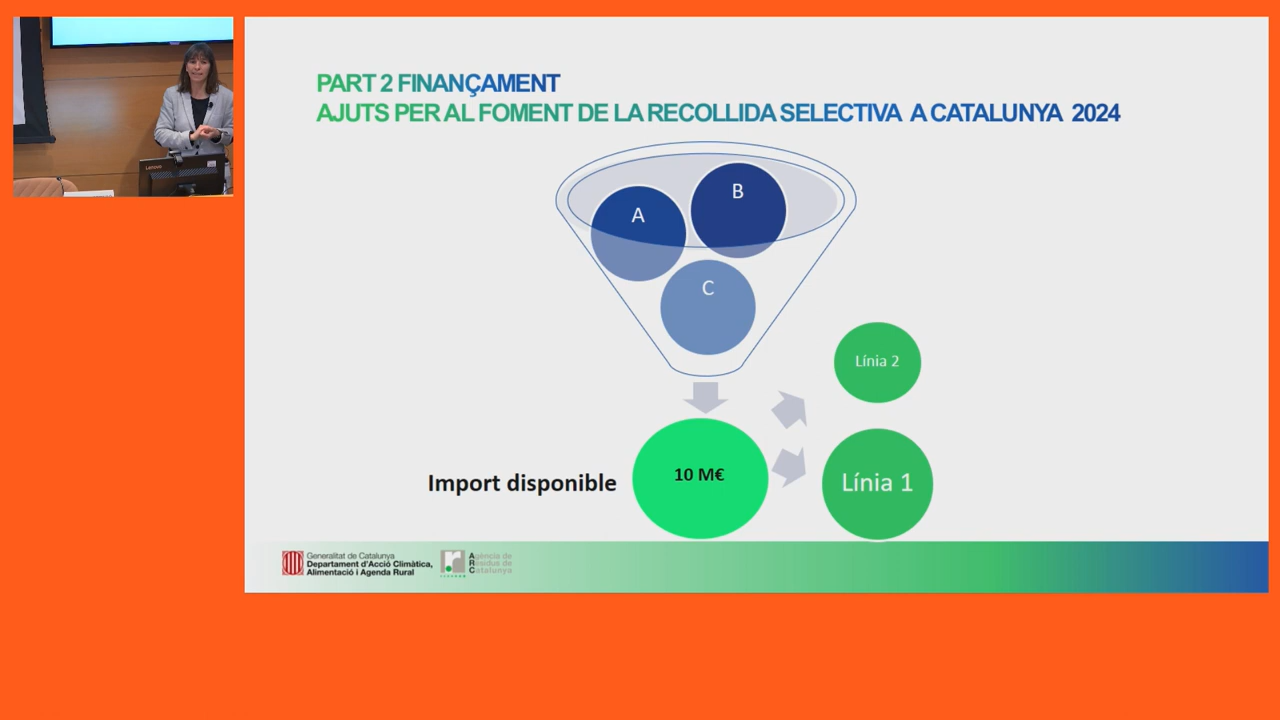 PART 2 FINANÇAMENT
AJUTS PER AL FOMENT DE LA RECOLLIDA SELECTIVA A CATALUNYA 2024
A
B
C
Línia 2
Import disponible
10 M€
Línia 1
Generalitat de Catalunya
Departament d'Acció Climàtica,
Alimentació i Agenda Rural
Agència de
Residus de
Catalunya
Lenovo